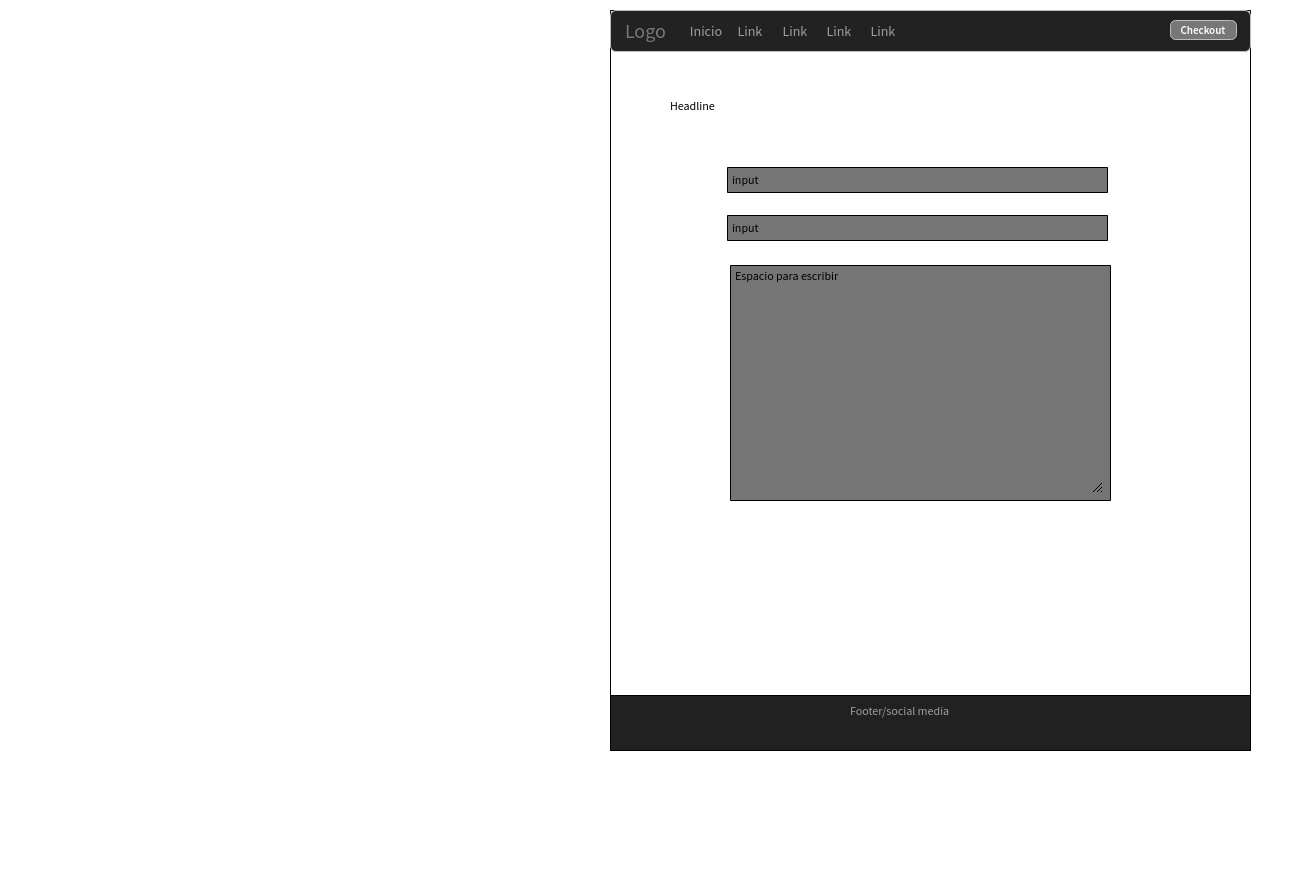 Logo Inicio Link Link Link Link Checkout
Headline
input
input
Espacio para escribir
Footer/social media